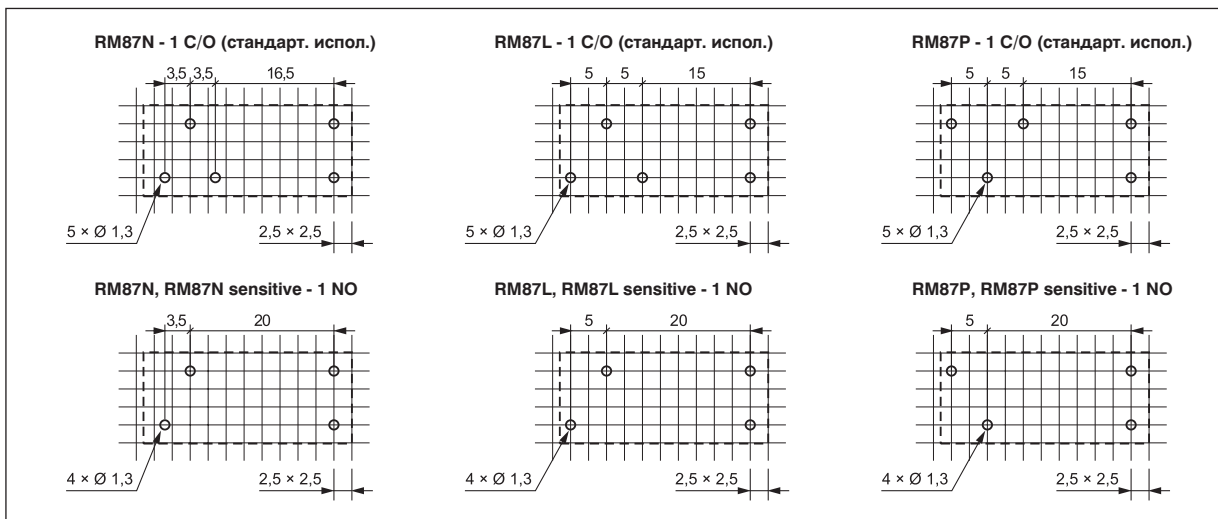 RM87N - 1 C/O (стандарт. испол.)
3,5 3,5 16,5
5 × Ø 1,3
2,5 × 2,5
RM87L - 1 C/O (стандарт. испол.)
5 5 15
5 × Ø 1,3
2,5 × 2,5
RM87P - 1 C/O (стандарт. испол.)
5 5 15
5 × Ø 1,3
2,5 × 2,5
RM87N, RM87N sensitive - 1 NO
3,5 20
4 × Ø 1,3
2,5 × 2,5
RM87L, RM87L sensitive - 1 NO
5 20
4 × Ø 1,3
2,5 × 2,5
RM87P, RM87P sensitive - 1 NO
5 20
4 × Ø 1,3
2,5 × 2,5